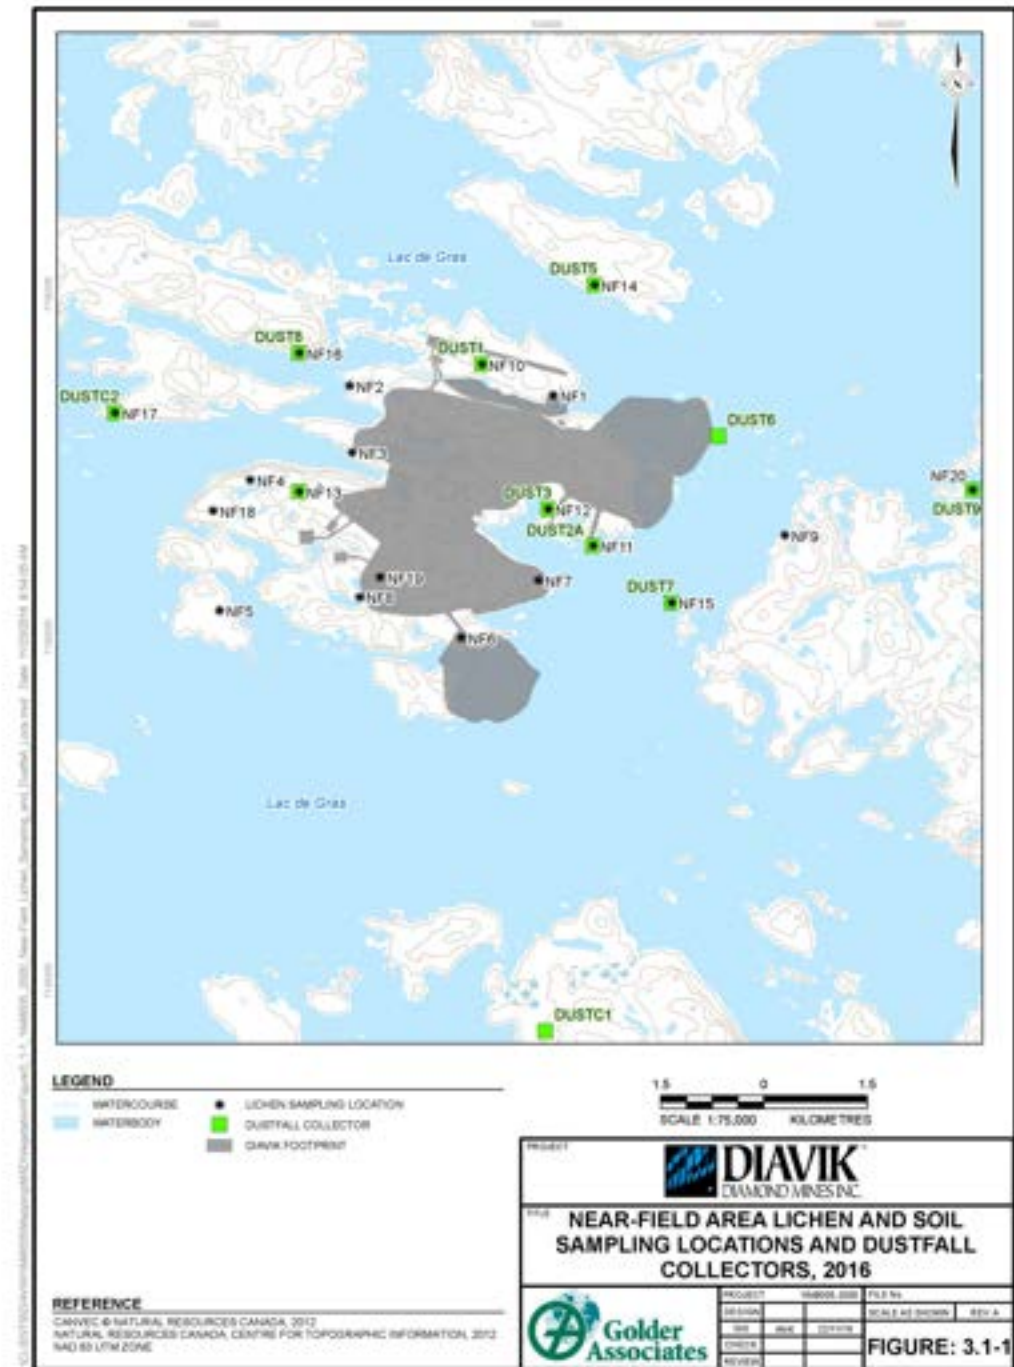 Lac de Gras
DUST5
NF14
DUST8
NF16
DUST1
NF10
NF2
NF1
DUSTC2
NF17
DUST6
NF3
NF4
NF13
NF18
DUST3
NF12
DUST2A
NF11
NF20
DUST9
NF9
NF19
NF8
NF7
DUST7
NF15
NF5
NF6
Lac de Gras
DUSTC1
LEGEND
WATERCOURSE
WATERBODY
LICHEN SAMPLING LOCATION
DUSTFALL COLLECTOR
DIAVIK FOOTPRINT
1.5 0 1.5
SCALE 1:75,000 KILOMETRES
PROJECT
DIAVIK
DIAMOND MINES INC.
TITLE
NEAR-FIELD AREA LICHEN AND SOIL
SAMPLING LOCATIONS AND DUSTFALL
COLLECTORS, 2016
REFERENCE
CANVEC © NATURAL RESOURCES CANADA, 2012
NATURAL RESOURCES CANADA, CENTRE FOR TOPOGRAPHIC INFORMATION, 2012
NAD 83 UTM ZONE
Golder
Associates
PROJECT
FILE No.
DESIGN
SCALE AS SHOWN
REV. A
GIS
CHECK
REVIEW
FIGURE: 3.1-1